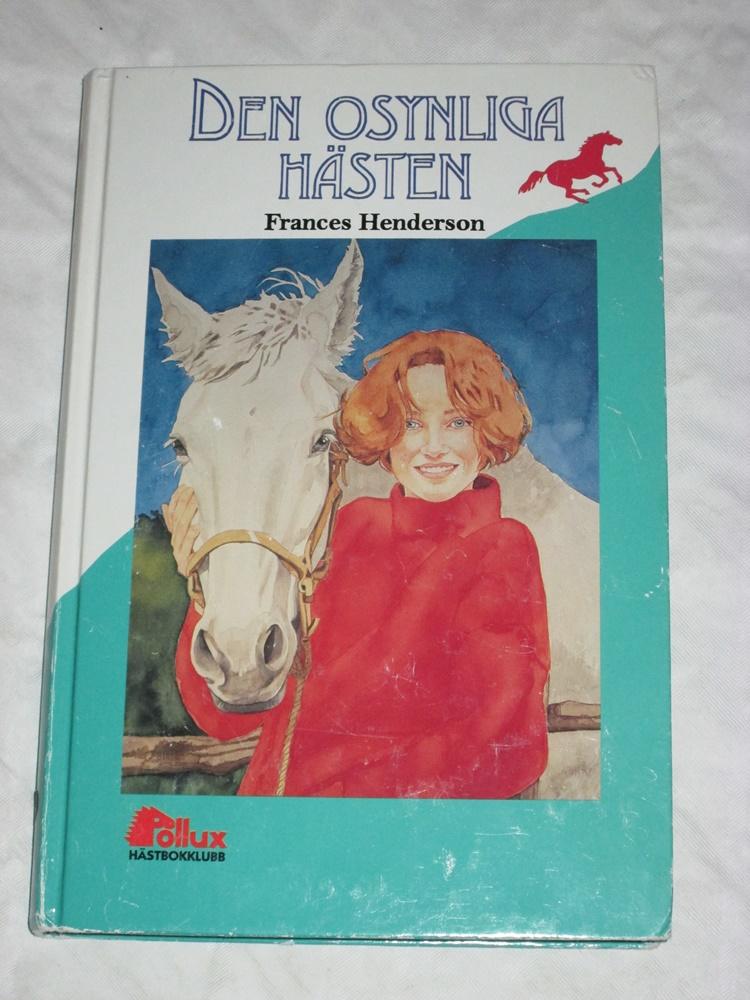 DEN OSYNLIGA
HÄSTEN
Frances Henderson
Pollux
HÄSTBOKKLUBB